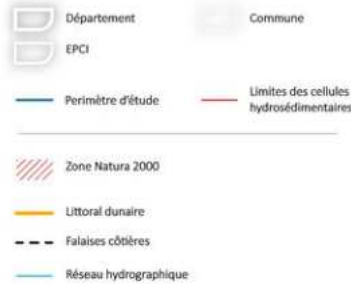 Département
Commune
EPCI
Perimètre d'étude
Limites des cellules
hydrosédimentaires
Zone Natura 2000
Littoral dunaire
Falaises côtières
Réseau hydrographique